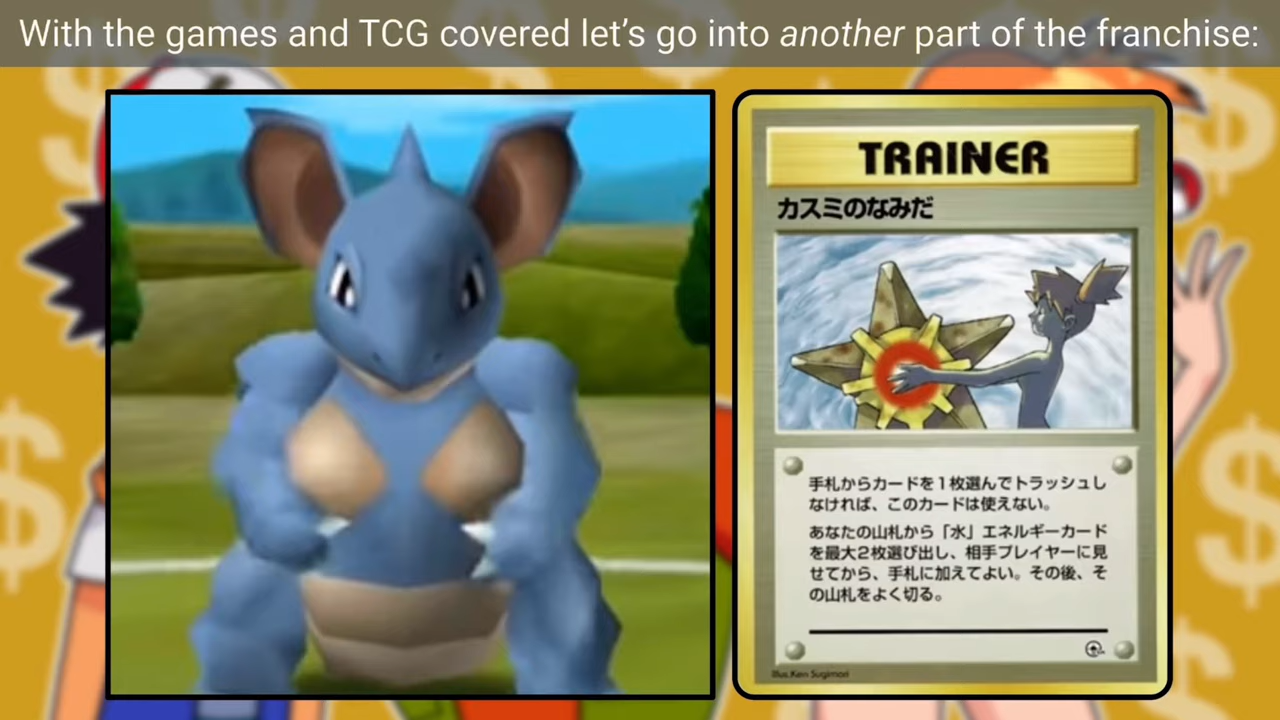 With the games and TCG covered let’s go into another part of the franchise:
TRAINER
カスミのなみだ
手札からカードを1枚選んでトラッシュし
なければ、このカードは使えない。
あなたの山札から「水」エネルギーカード
を最大2枚選び出し、相手プレイヤーに見
せてから、手札に加えてよい。その後、そ
の山札をよく切る。
Illus.Ken Sugimori